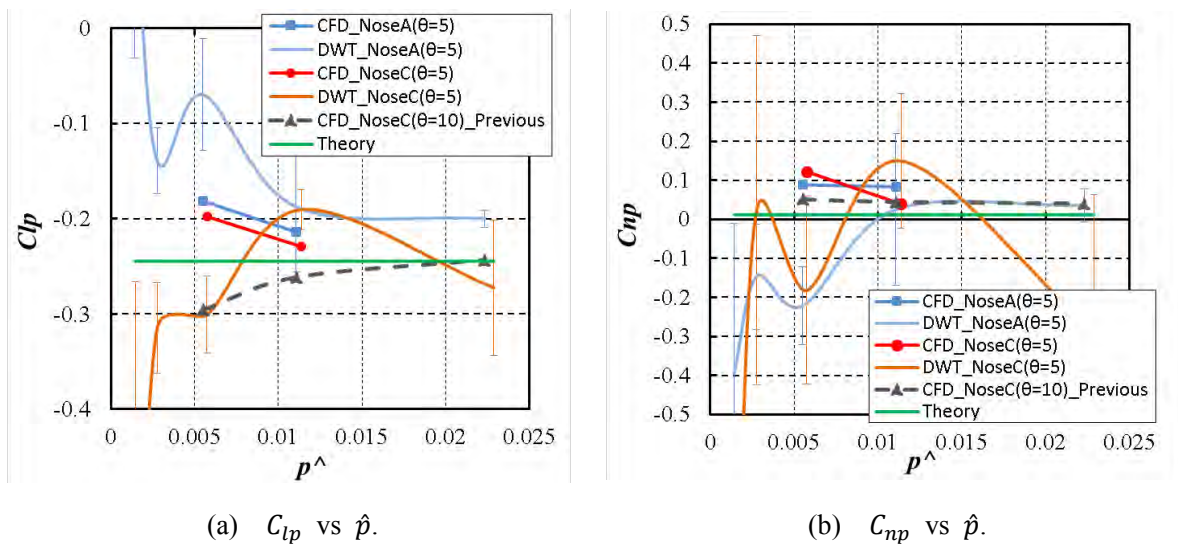 0
-0.1
-0.2
-0.3
-0.4
Clp
0 0.005 0.01 0.015 0.02 0.025
p^
CFD_NoseA(θ=5)
DWT_NoseA(θ=5)
CFD_NoseC(θ=5)
DWT_NoseC(θ=5)
CFD_NoseC(θ=10)_Previous
Theory
(a) C_lp vs p̂.
0.5
0.4
0.3
0.2
0.1
0
-0.1
-0.2
-0.3
-0.4
-0.5
Cnp
0 0.005 0.01 0.015 0.02 0.025
p^
CFD_NoseA(θ=5)
DWT_NoseA(θ=5)
CFD_NoseC(θ=5)
DWT_NoseC(θ=5)
CFD_NoseC(θ=10)_Previous
Theory
(b) C_np vs p̂.